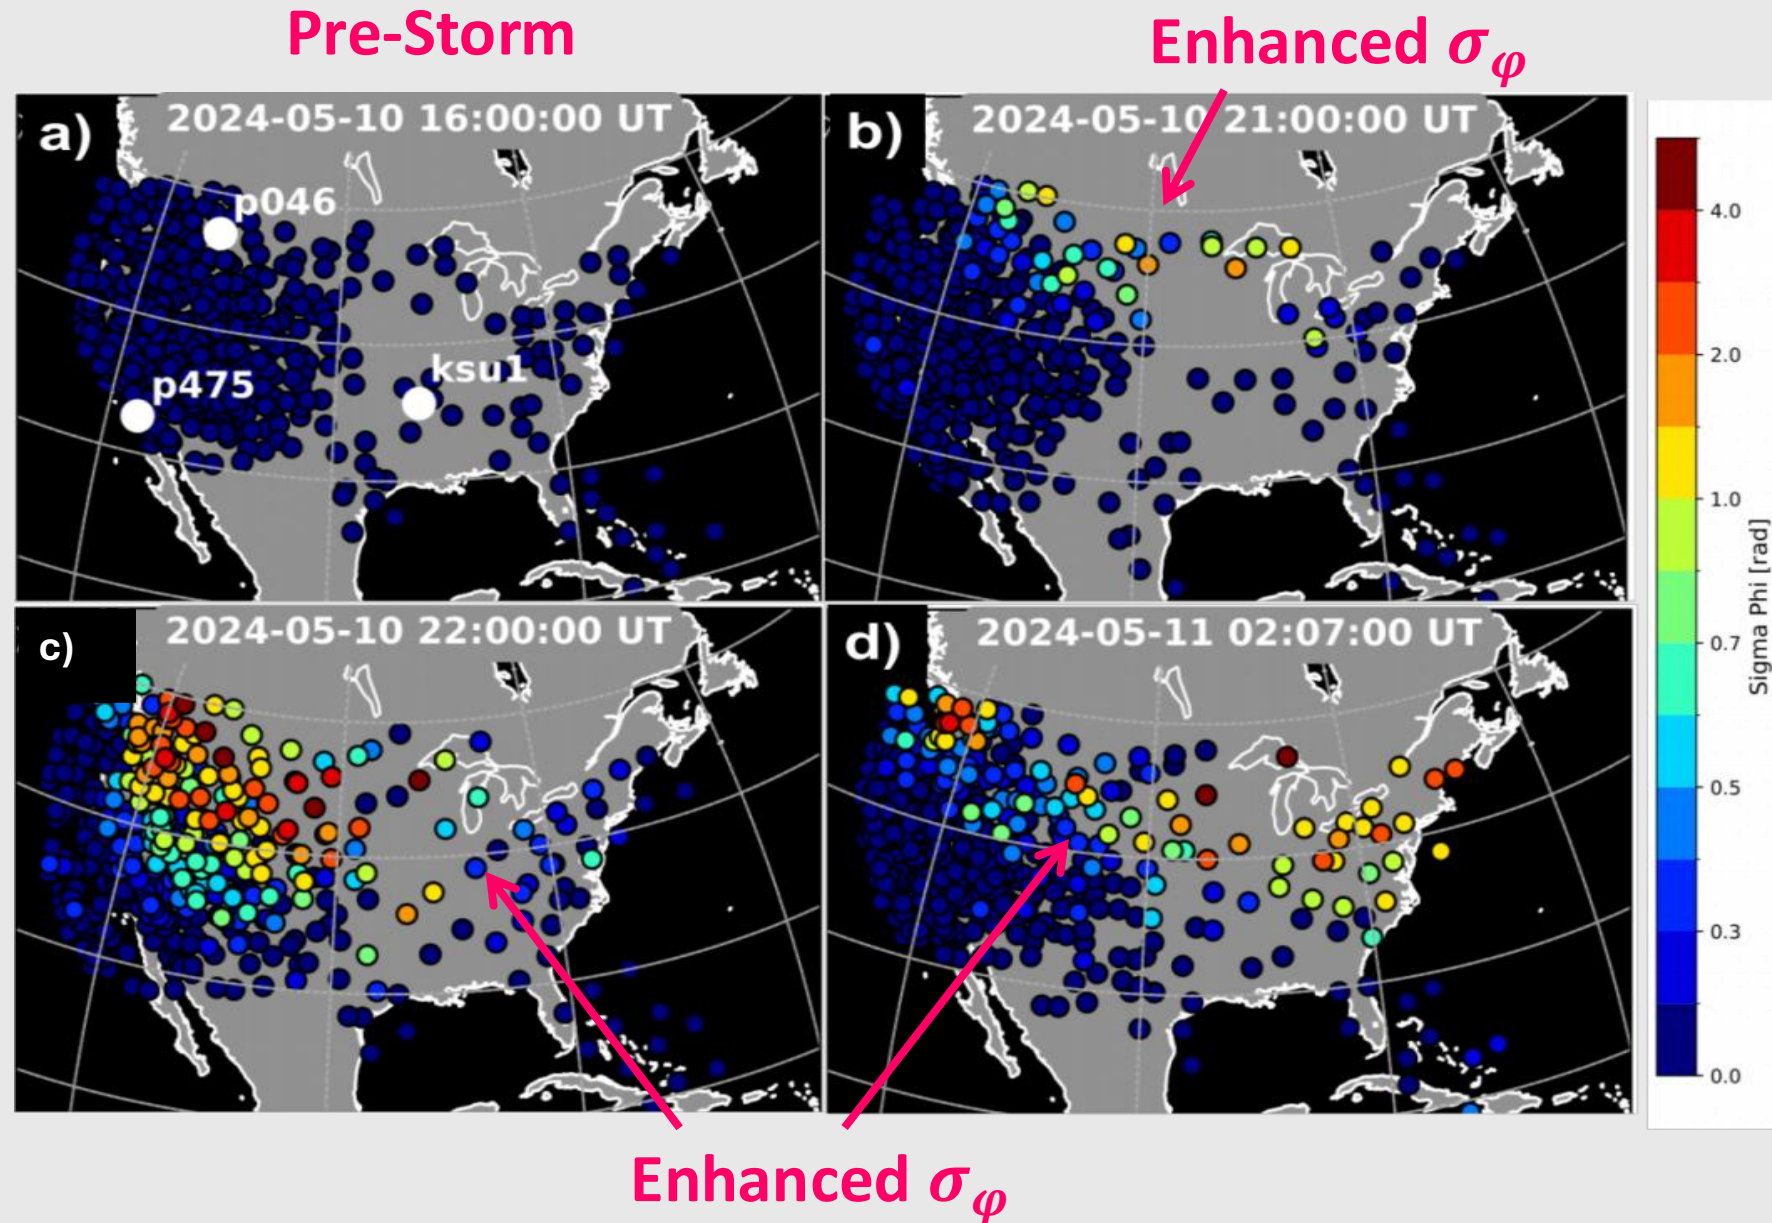 Pre-Storm
Enhanced σφ
a)
2024-05-10 16:00:00 UT
p046
p475
ksu1
b)
2024-05-10 21:00:00 UT
c)
2024-05-10 22:00:00 UT
d)
2024-05-11 02:07:00 UT
4.0
2.0
1.0
0.7
0.5
0.3
0.0
Sigma Phi [rad]
Enhanced σφ